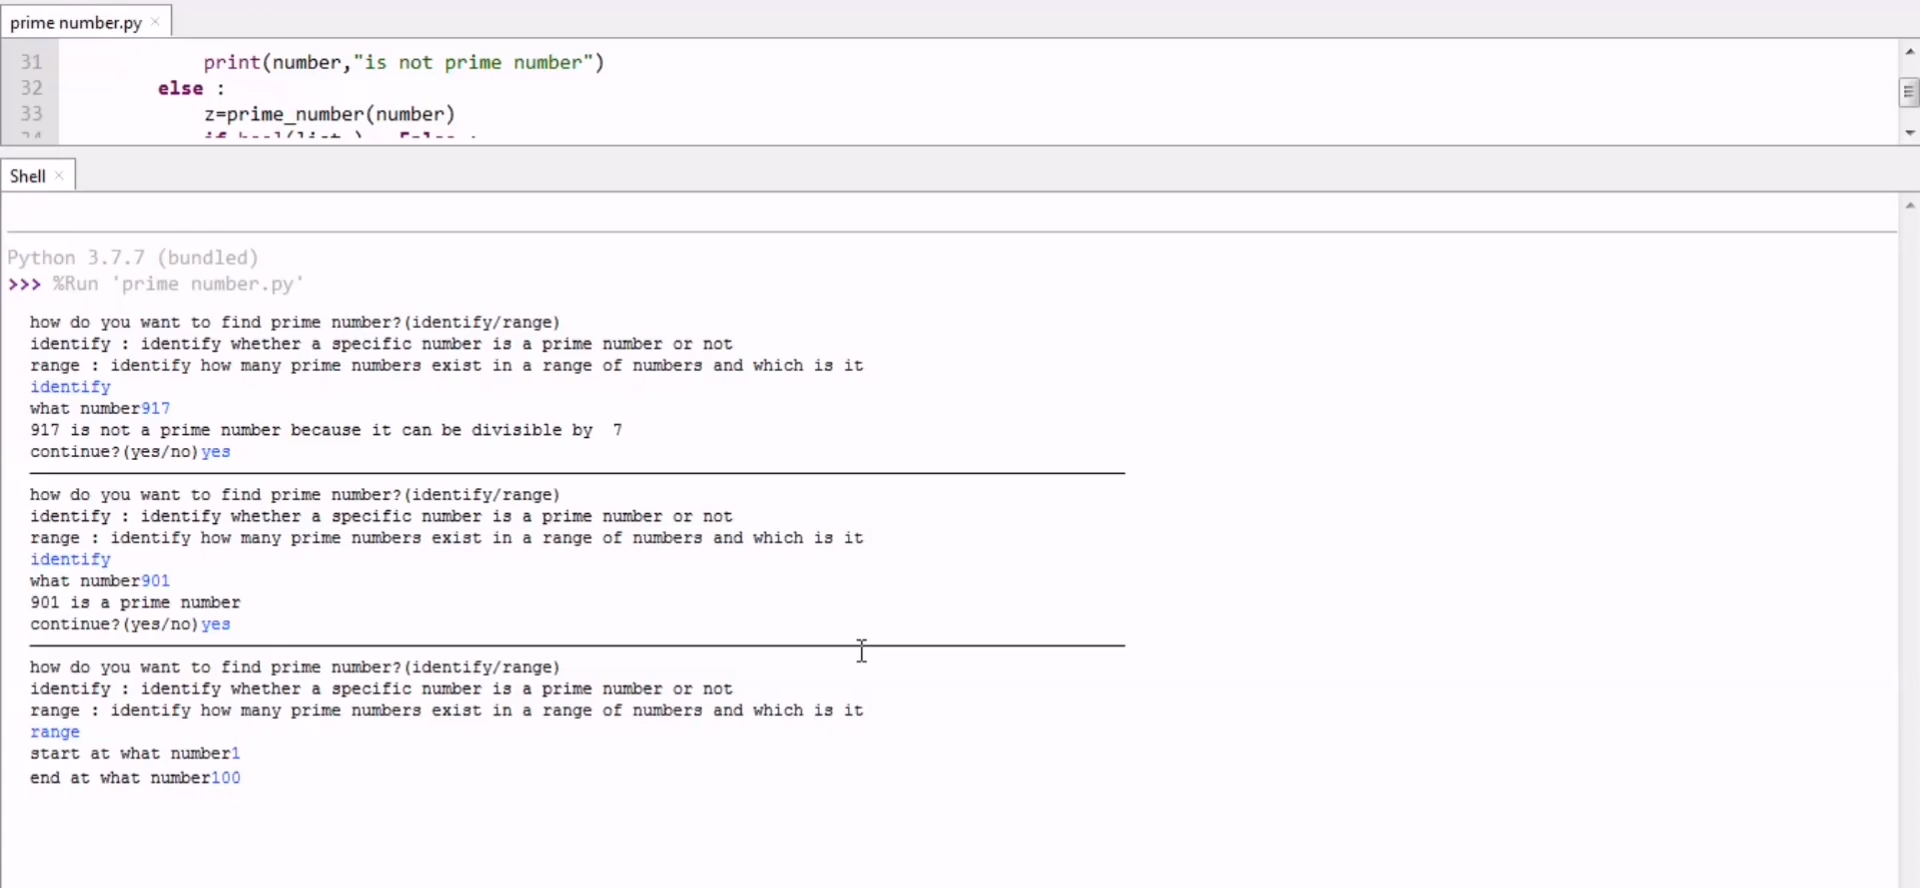 prime number.py ×
31 print(number,"is not prime number")
32 else :
33 z=prime_number(number)
Shell ×
Python 3.7.7 (bundled)
>>> %Run 'prime number.py'
how do you want to find prime number?(identify/range)
identify : identify whether a specific number is a prime number or not
range : identify how many prime numbers exist in a range of numbers and which is it
identify
what number917
917 is not a prime number because it can be divisible by  7
continue?(yes/no)yes
how do you want to find prime number?(identify/range)
identify : identify whether a specific number is a prime number or not
range : identify how many prime numbers exist in a range of numbers and which is it
identify
what number901
901 is a prime number
continue?(yes/no)yes
how do you want to find prime number?(identify/range)
identify : identify whether a specific number is a prime number or not
range : identify how many prime numbers exist in a range of numbers and which is it
range
start at what number1
end at what number100